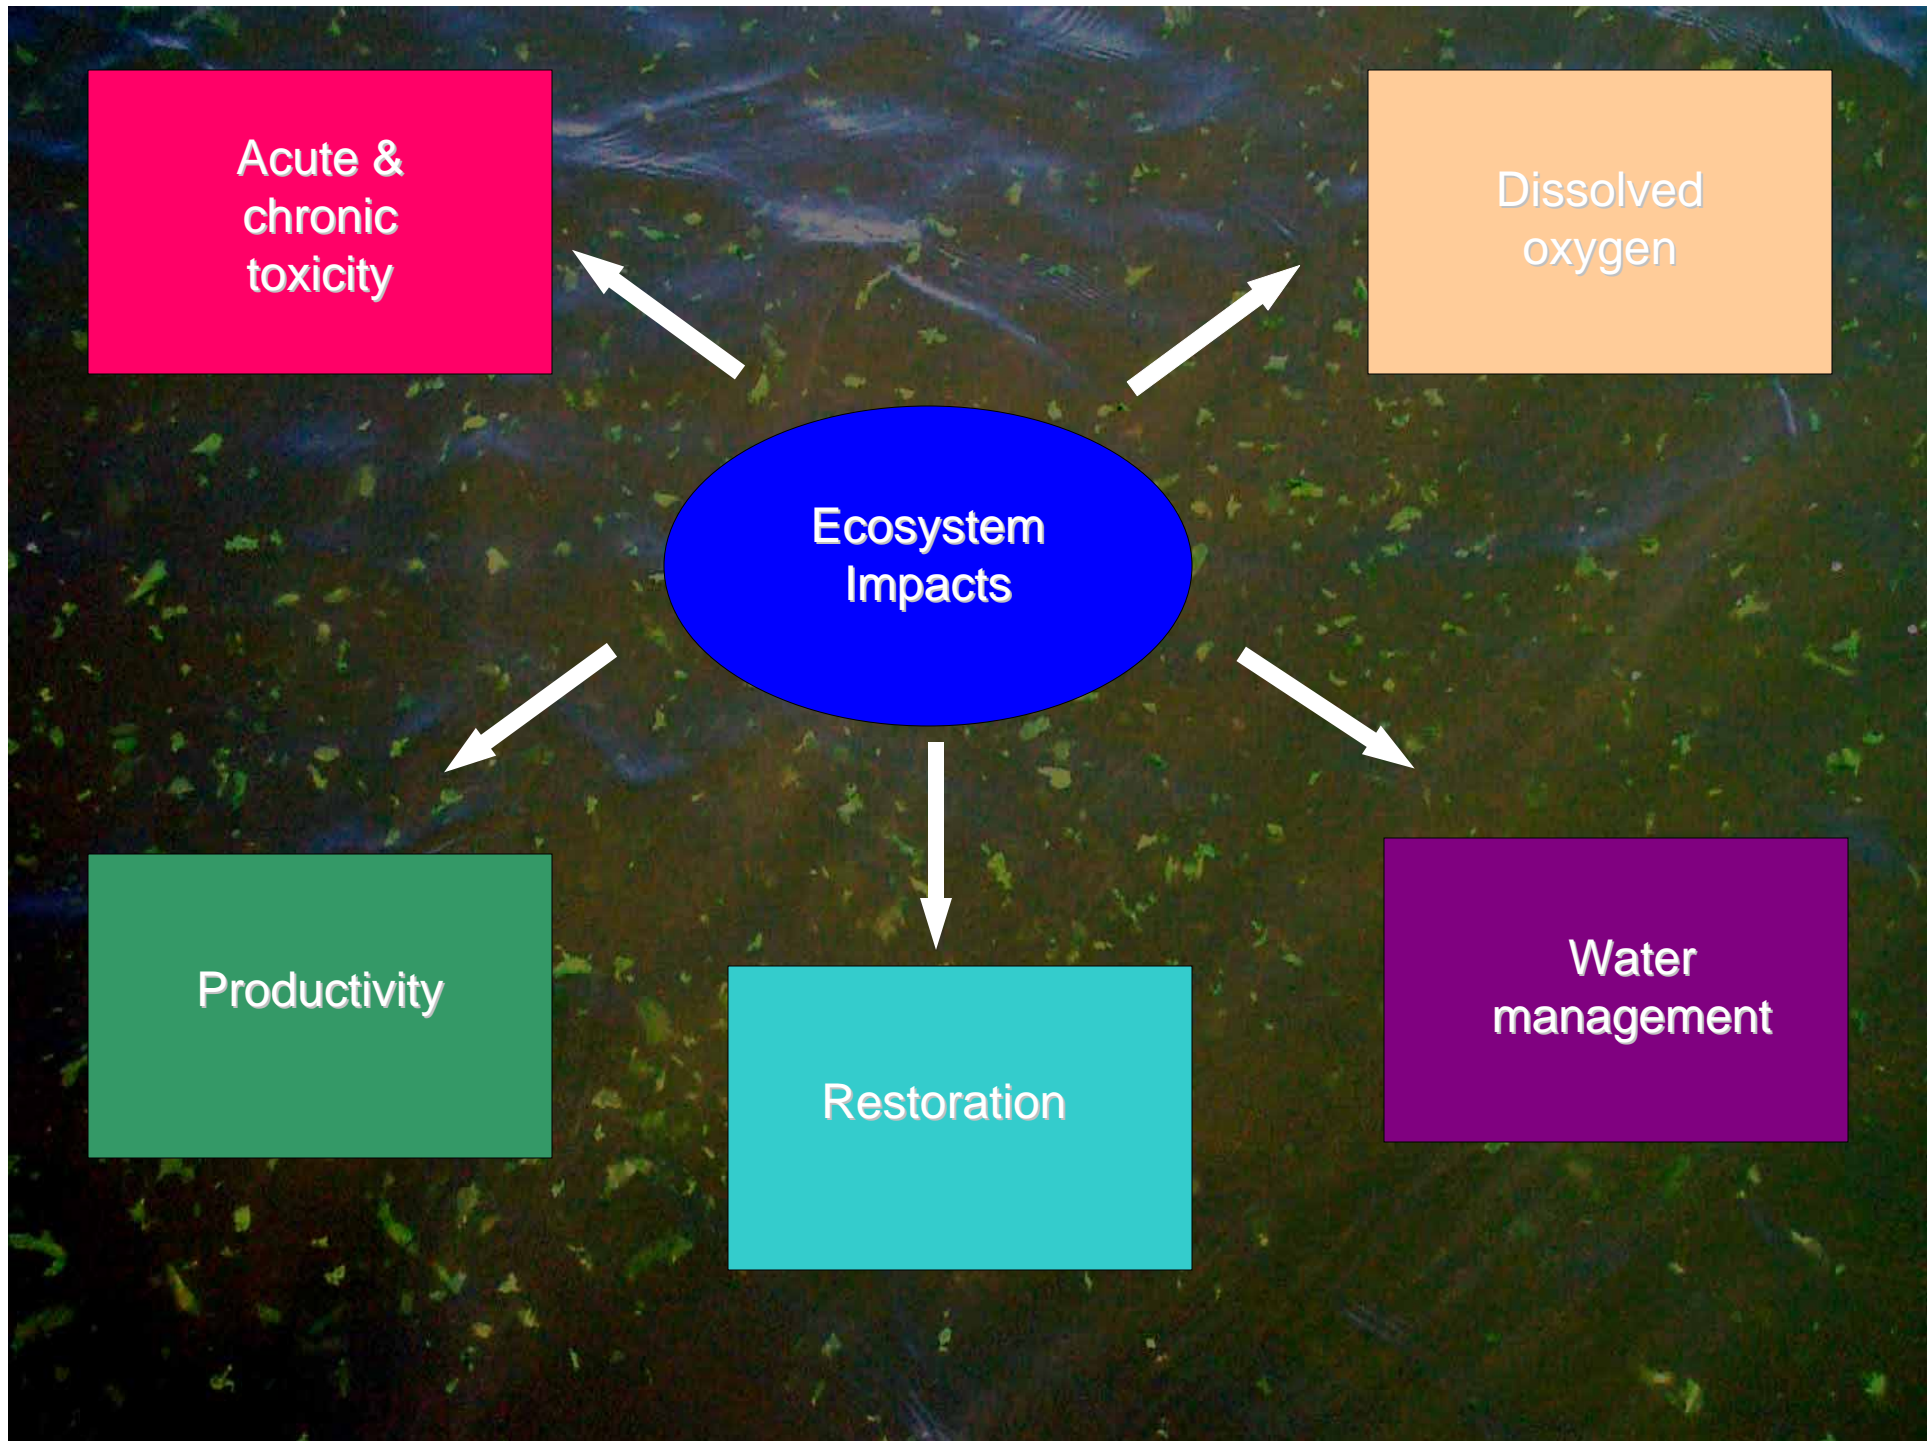 Acute &
chronic
toxicity
Dissolved
oxygen
Ecosystem
Impacts
Productivity
Restoration
Water
management